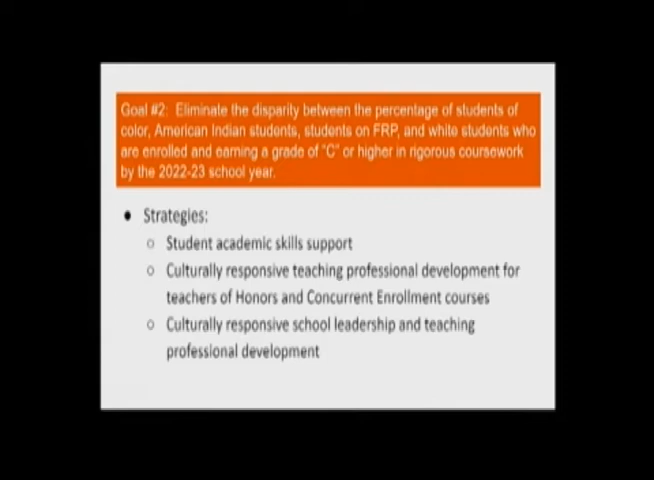 Goal #2: Eliminate the disparity between the percentage of students of
color, American Indian students, students on FRP, and white students who
are enrolled and earning a grade of "C" or higher in rigorous coursework
by the 2022-23 school year.
● Strategies:
○ Student academic skills support
○ Culturally responsive teaching professional development for
teachers of Honors and Concurrent Enrollment courses
○ Culturally responsive school leadership and teaching
professional development